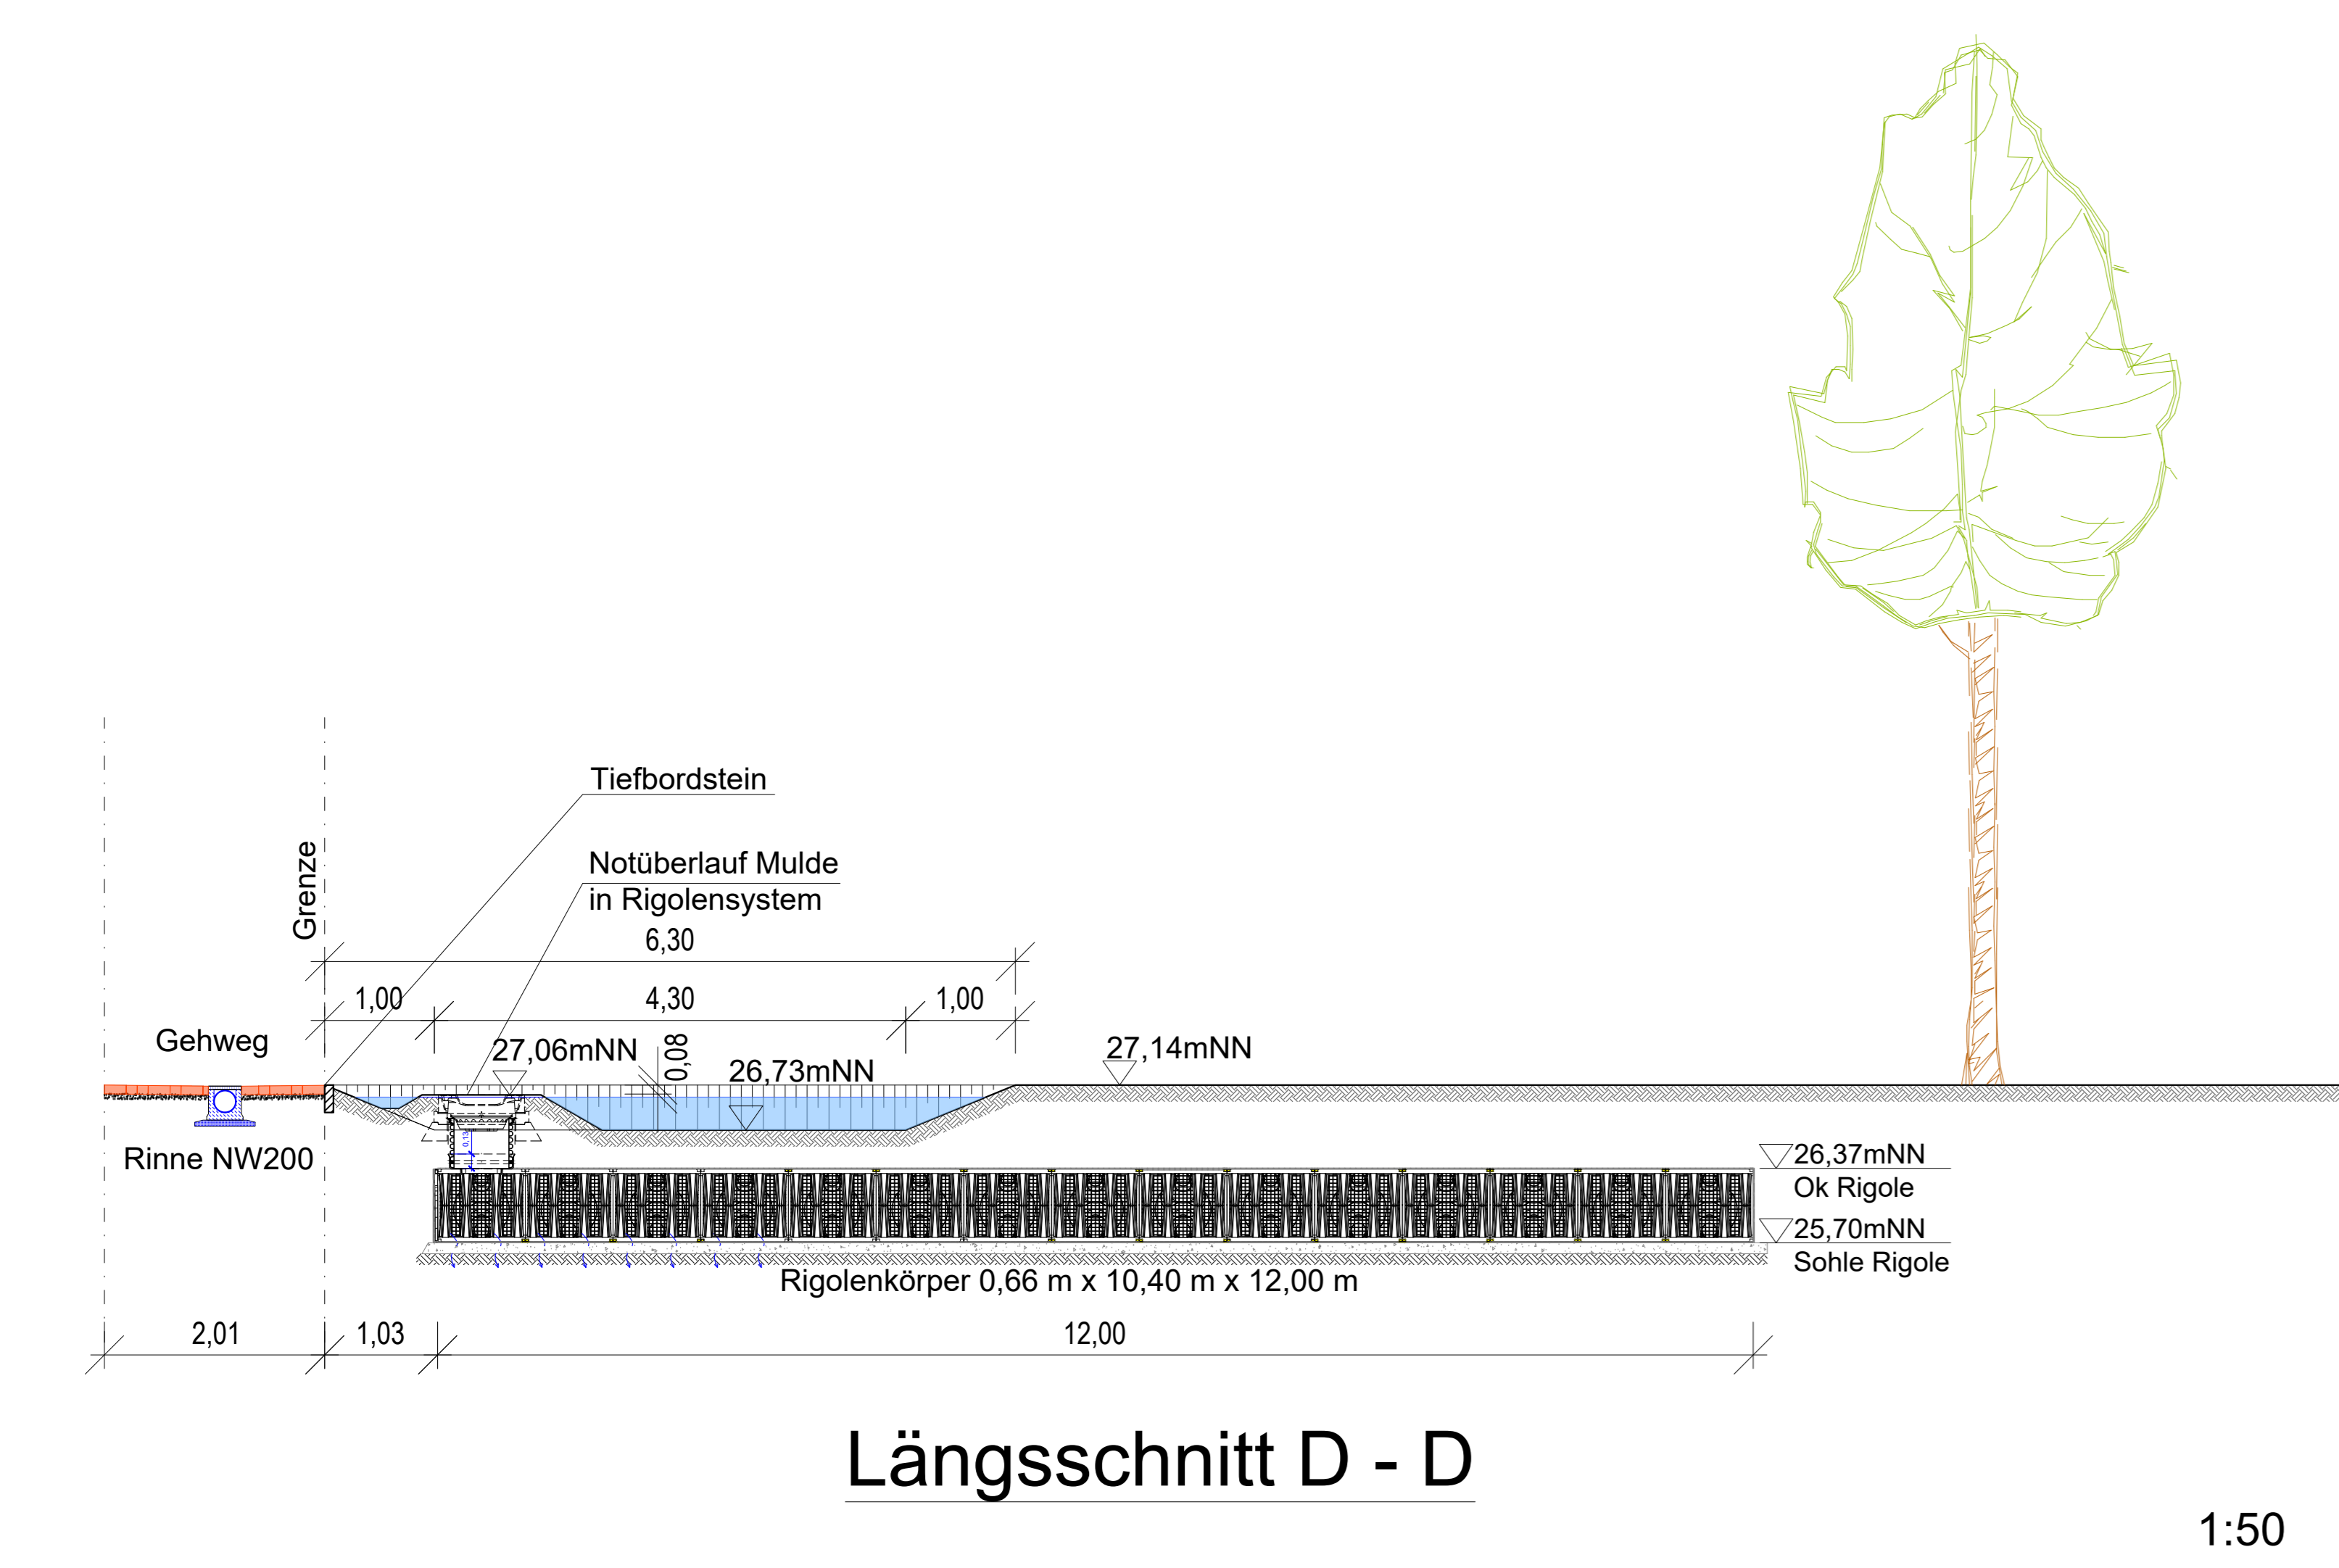 Tiefbordstein
Notüberlauf Mulde
in Rigolensystem
Grenze
6,30
1,00
4,30
1,00
Gehweg
27,06mNN
0,08
26,73mNN
27,14mNN
Rinne NW200
0,13
26,37mNN
Ok Rigole
25,70mNN
Sohle Rigole
Rigolenkörper 0,66 m x 10,40 m x 12,00 m
2,01
1,03
12,00
Längsschnitt D - D
1:50